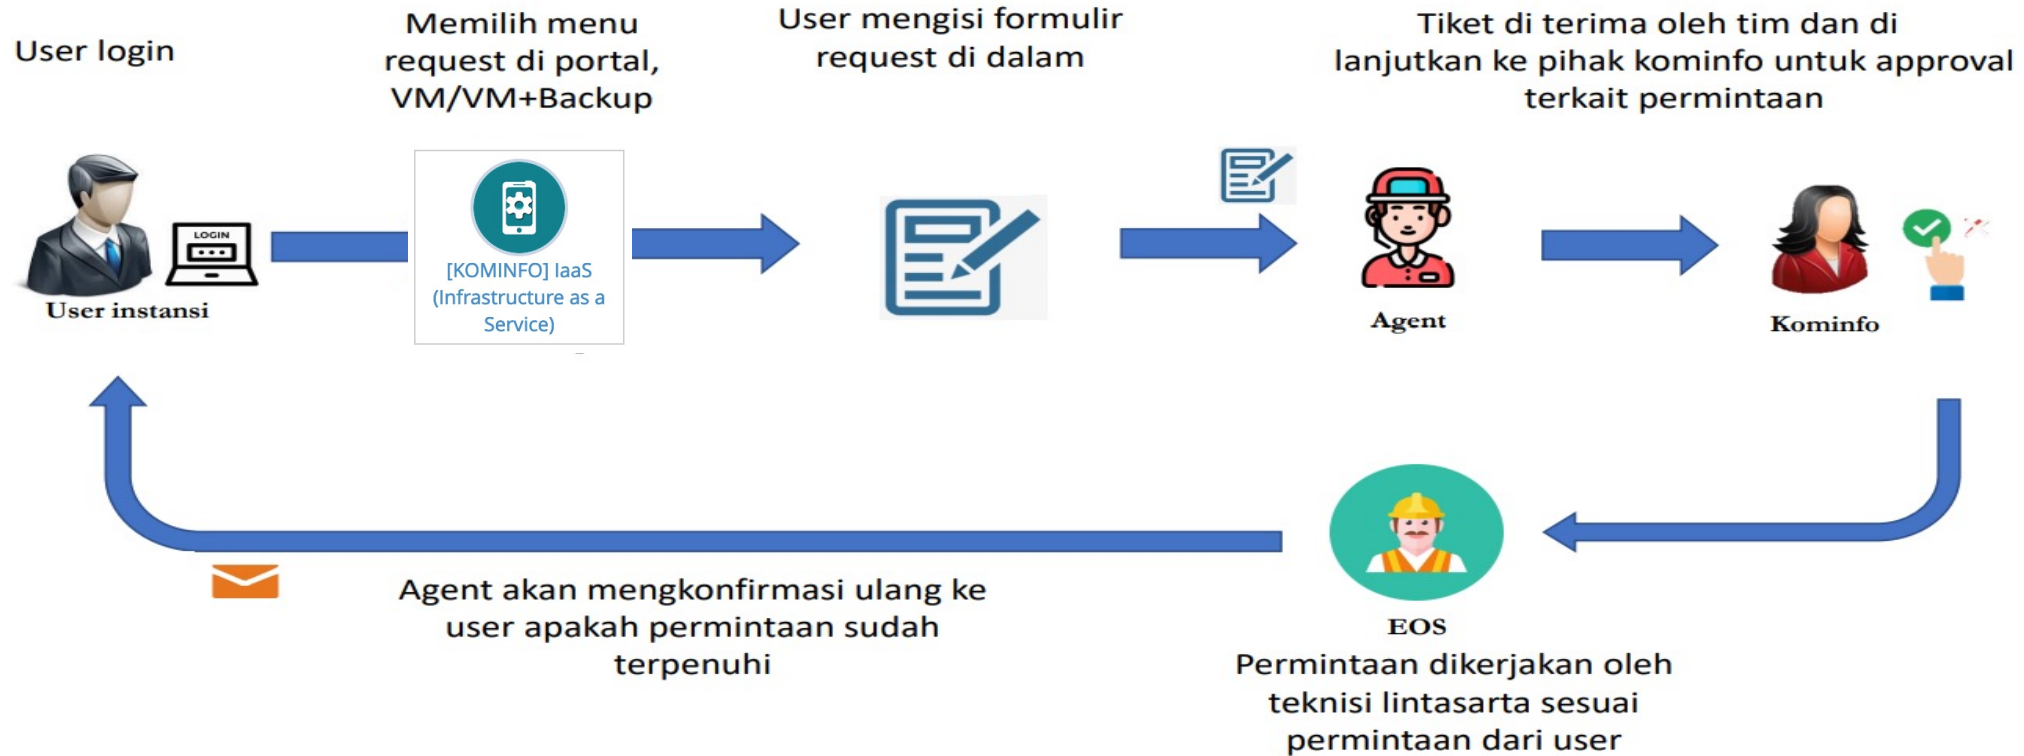 User login
Memilih menu
request di portal,
VM/VM+Backup
User mengisi formulir
request di dalam
Tiket di terima oleh tim dan di
lanjutkan ke pihak kominfo untuk approval
terkait permintaan
LOGIN
[KOMINFO] IaaS
(Infrastructure as a
Service)
User instansi
Agent
Kominfo
Agent akan mengkonfirmasi ulang ke
user apakah permintaan sudah
terpenuhi
EOS
Permintaan dikerjakan oleh
teknisi lintasarta sesuai
permintaan dari user